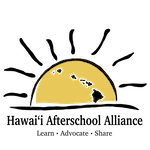 Hawai‘i Afterschool Alliance
Learn • Advocate • Share